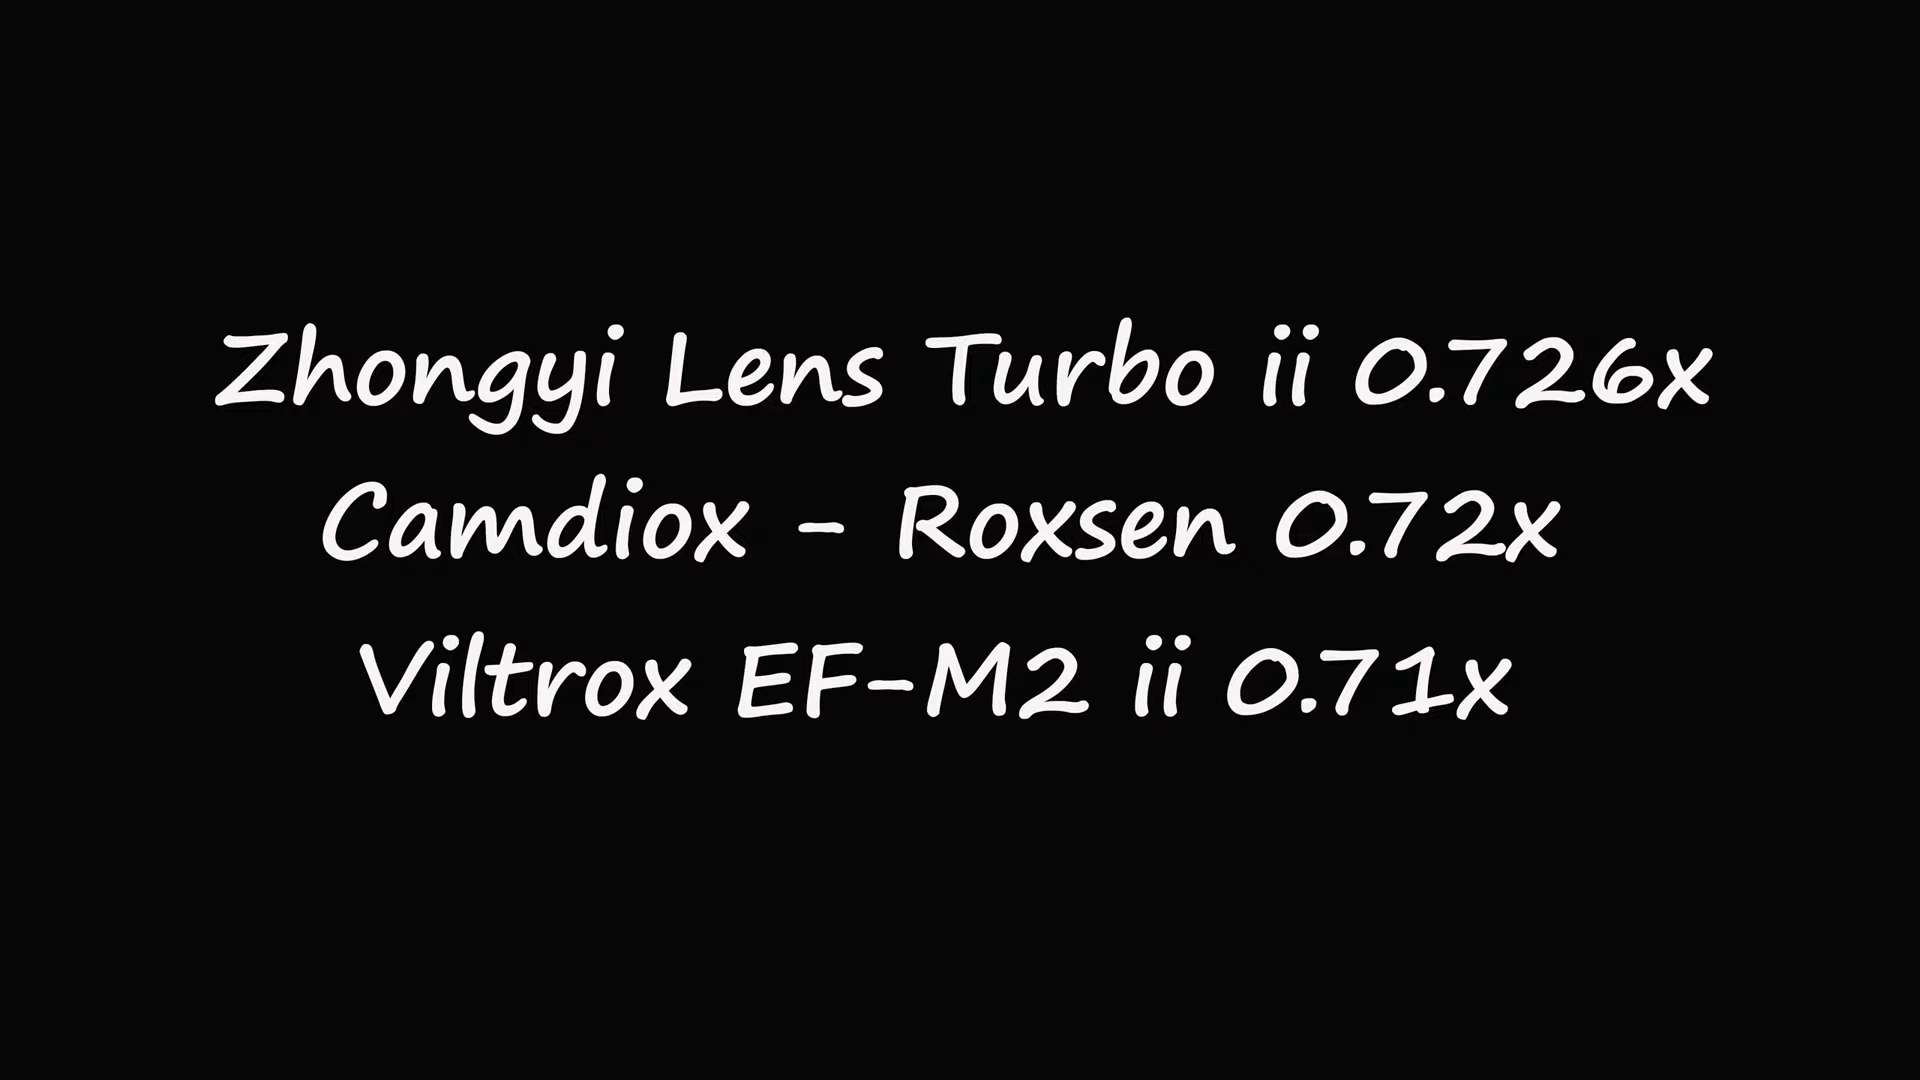 Zhongyi Lens Turbo ii 0.726x
Camdiox - Roxsen 0.72x
Viltrox EF-M2 ii 0.71x